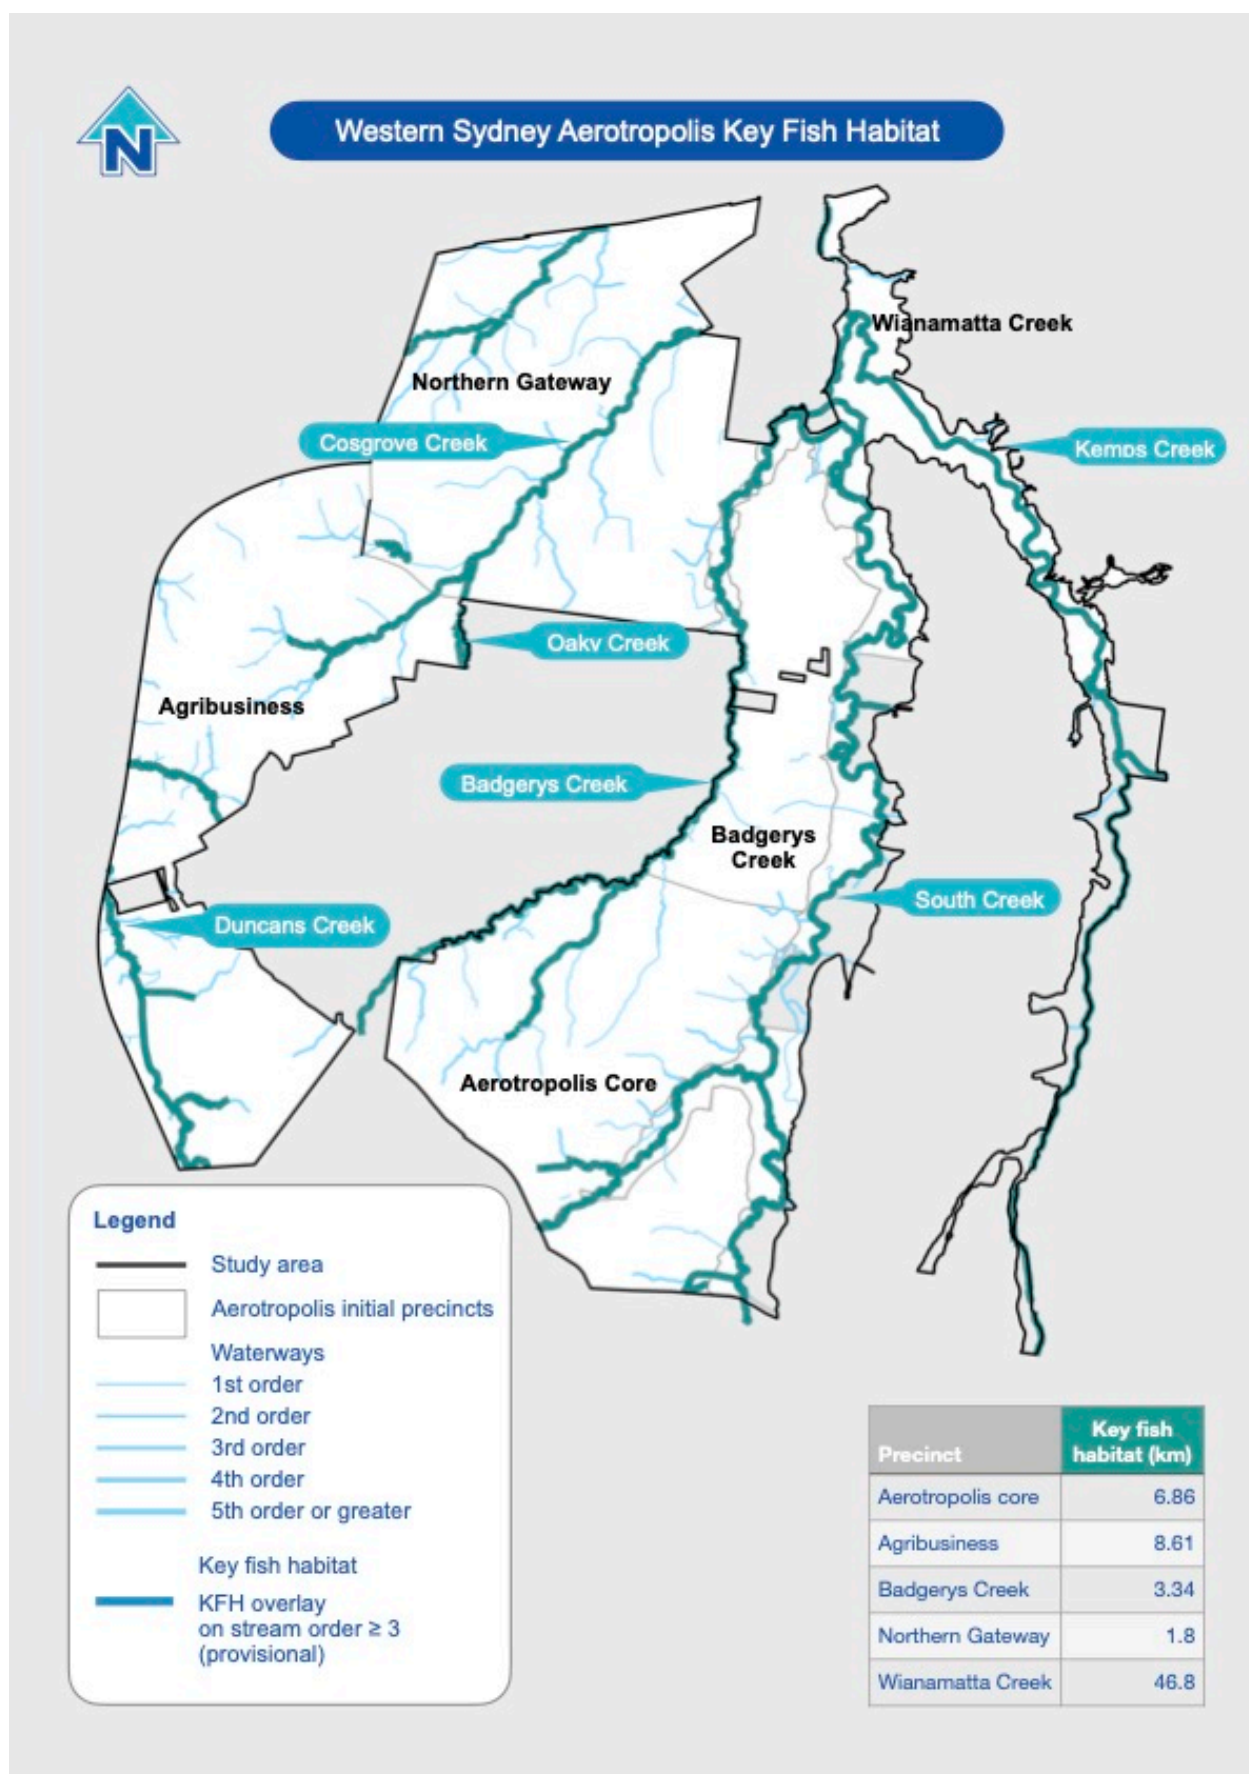 N
Western Sydney Aerotropolis Key Fish Habitat
Wianamatta Creek
Northern Gateway
Cosgrove Creek
Kemps Creek
Oaky Creek
Agribusiness
Badgerys Creek
Badgerys
Creek
South Creek
Duncans Creek
Aerotropolis Core
Legend
Study area
Aerotropolis initial precincts
Waterways
1st order
2nd order
3rd order
4th order
5th order or greater
Key fish habitat
KFH overlay
on stream order ≥ 3
(provisional)
Precinct Key fish habitat (km)
Aerotropolis core 6.86
Agribusiness 8.61
Badgerys Creek 3.34
Northern Gateway 1.8
Wianamatta Creek 46.8